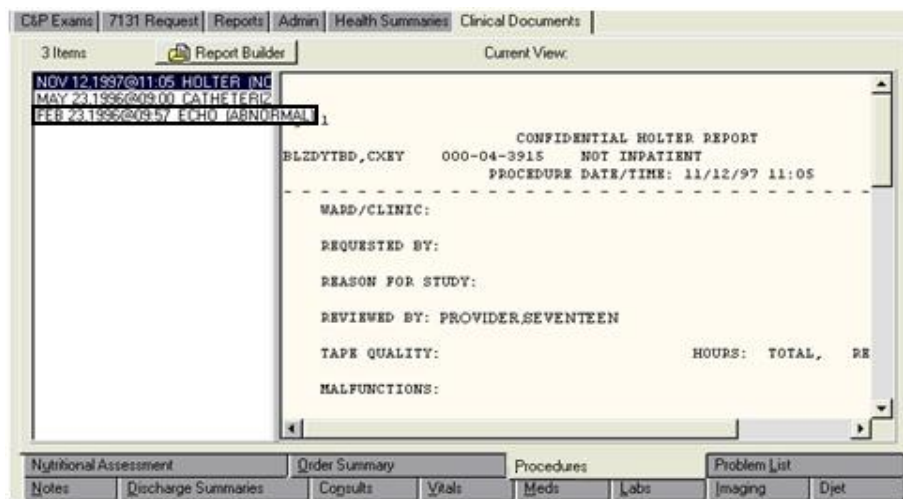 C&P Exams 7131 Request Reports Admin Health Summaries Clinical Documents
3 Items Report Builder Current View:
NOV 12,1997@11:05 HOLTER (NO
MAY 23,1996@09:00 CATHETERIZ
FEB 23,1996@09:57 ECHO (ABNORMAL)
1
CONFIDENTIAL HOLTER REPORT
BLZDYTBD,CXEY 000-04-3915 NOT INPATIENT
PROCEDURE DATE/TIME: 11/12/97 11:05
WARD/CLINIC:
REQUESTED BY:
REASON FOR STUDY:
REVIEWED BY: PROVIDER,SEVENTEEN
TAPE QUALITY: HOURS: TOTAL, RE
MALFUNCTIONS:
Nutritional Assessment Order Summary Procedures Problem List
Notes Discharge Summaries Consults Vitals Meds Labs Imaging Diet